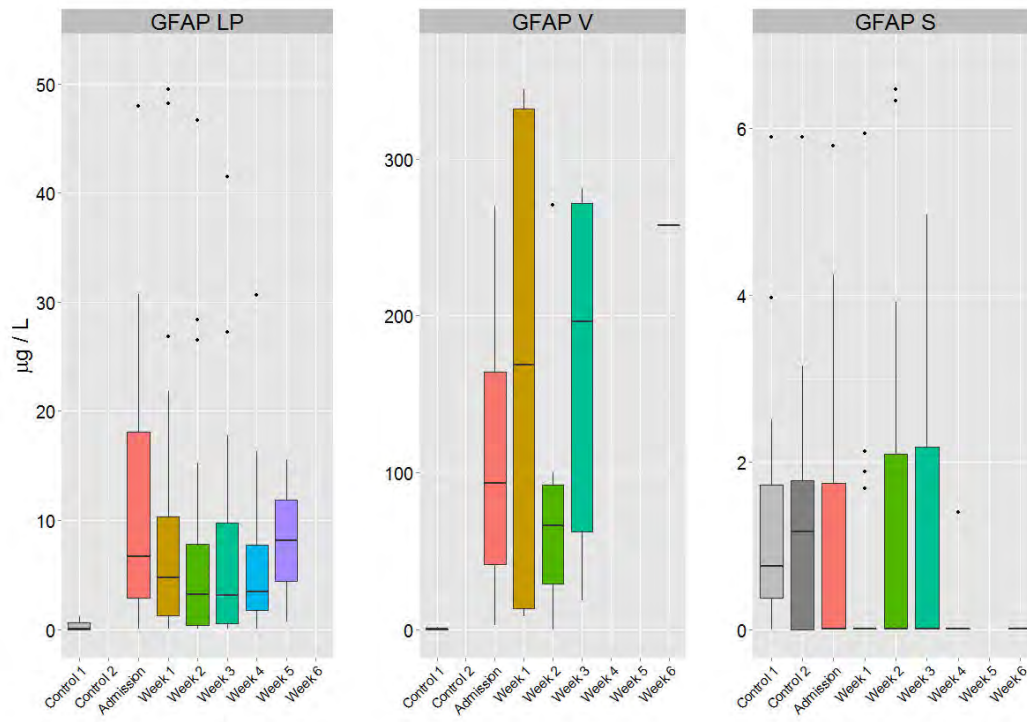 GFAP LP
GFAP V
GFAP S
µg / L
50
40
30
20
10
0
300
200
100
0
6
4
2
0
Control 1
Control 2
Admission
Week 1
Week 2
Week 3
Week 4
Week 5
Week 6
Control 1
Control 2
Admission
Week 1
Week 2
Week 3
Week 4
Week 5
Week 6
Control 1
Control 2
Admission
Week 1
Week 2
Week 3
Week 4
Week 5
Week 6